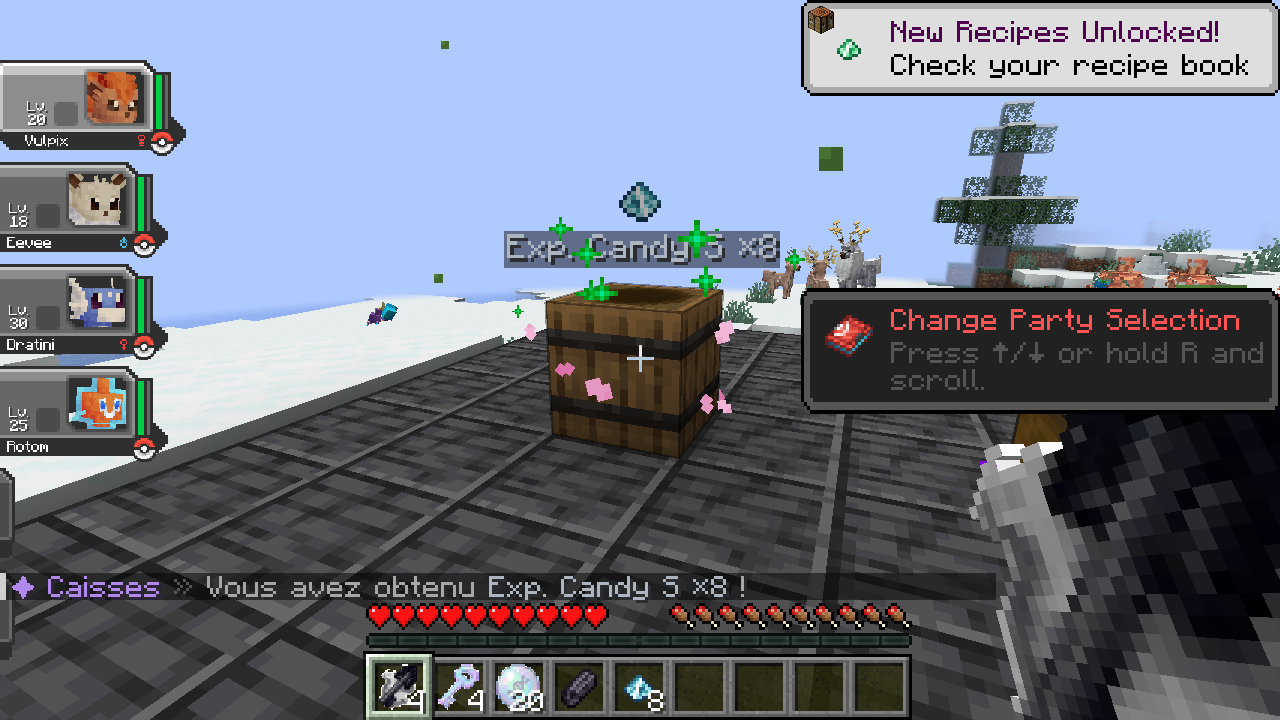 New Recipes Unlocked!
Check your recipe book
Lv.
20
Vulpix
Lv.
18
Eevee
Exp. Candy S x8
Lv.
30
Dratini
Change Party Selection
Press ↑/↓ or hold R and
scroll.
Lv.
25
Rotom
Caisses » Vous avez obtenu Exp. Candy S x8 !
4
4
20
8